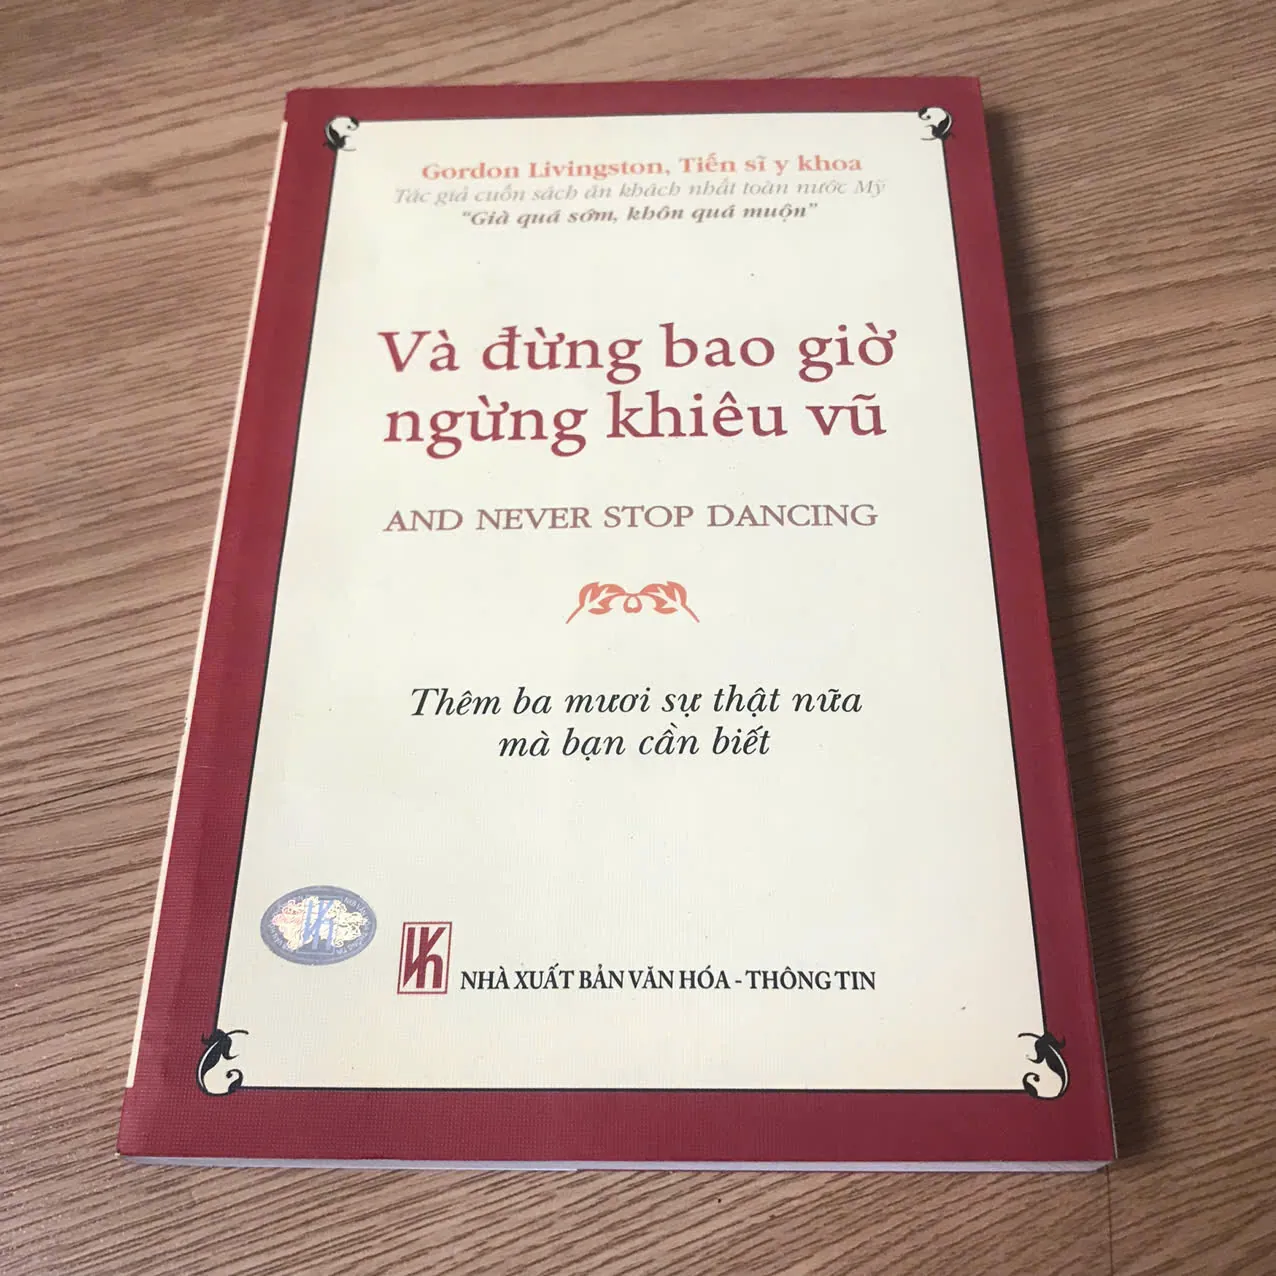 Gordon Livingston, Tiến sĩ y khoa
Tác giả cuốn sách ăn khách nhất toàn nước Mỹ
"Già quá sớm, khôn quá muộn"
Và đừng bao giờ
ngừng khiêu vũ
AND NEVER STOP DANCING
Thêm ba mươi sự thật nữa
mà bạn cần biết
NHÀ XUẤT BẢN VĂN HÓA - THÔNG TIN